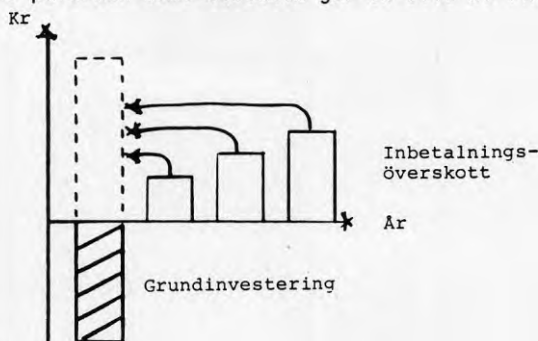 Kr
Inbetalnings-
överskott
År
Grundinvestering